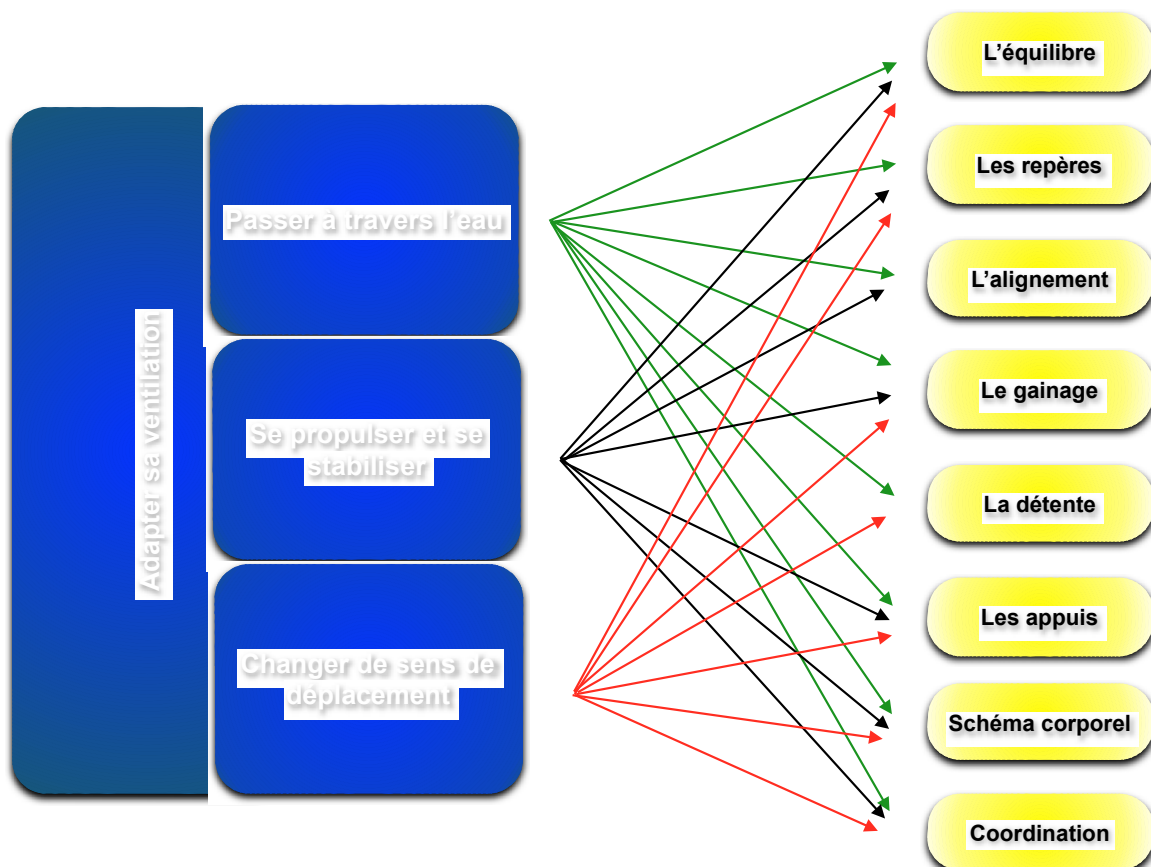 Adapter sa ventilation
Passer à travers l’eau
Se propulser et se
stabiliser
Changer de sens de
déplacement
L’équilibre
Les repères
L’alignement
Le gainage
La détente
Les appuis
Schéma corporel
Coordination